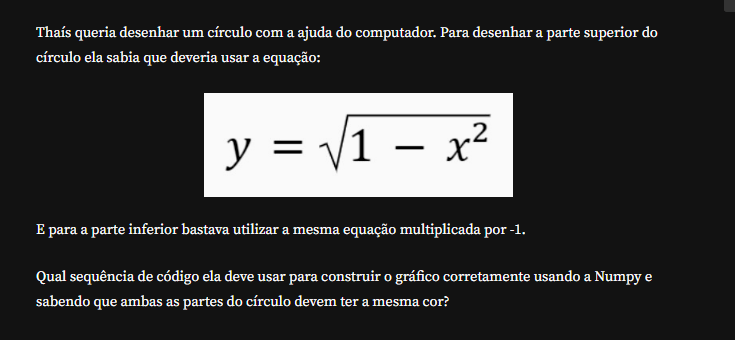 Thaís queria desenhar um círculo com a ajuda do computador. Para desenhar a parte superior do
círculo ela sabia que deveria usar a equação:
y = √1 − x²
E para a parte inferior bastava utilizar a mesma equação multiplicada por -1.
Qual sequência de código ela deve usar para construir o gráfico corretamente usando a Numpy e
sabendo que ambas as partes do círculo devem ter a mesma cor?